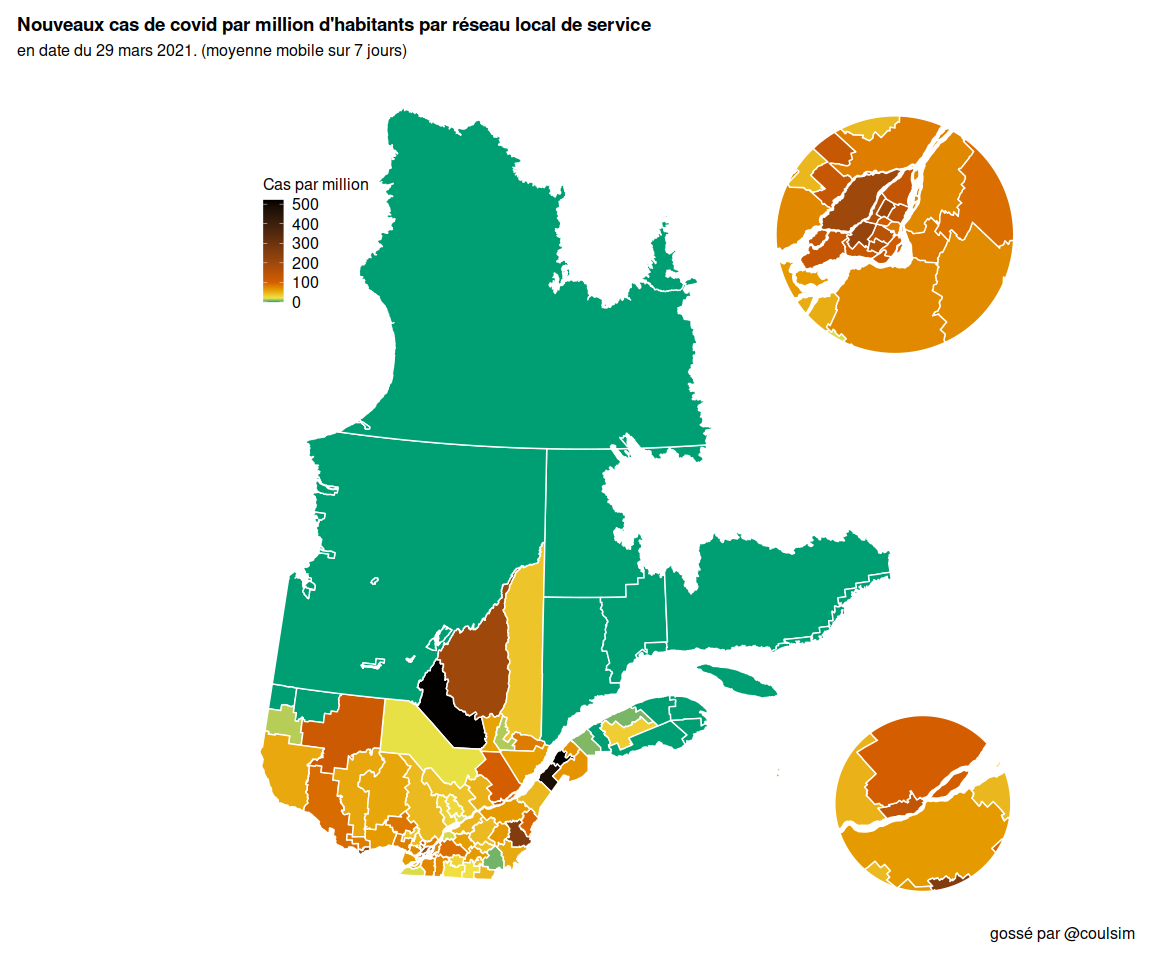 Nouveaux cas de covid par million d'habitants par réseau local de service
en date du 29 mars 2021. (moyenne mobile sur 7 jours)
Cas par million
500
400
300
200
100
0
gossé par @coulsim